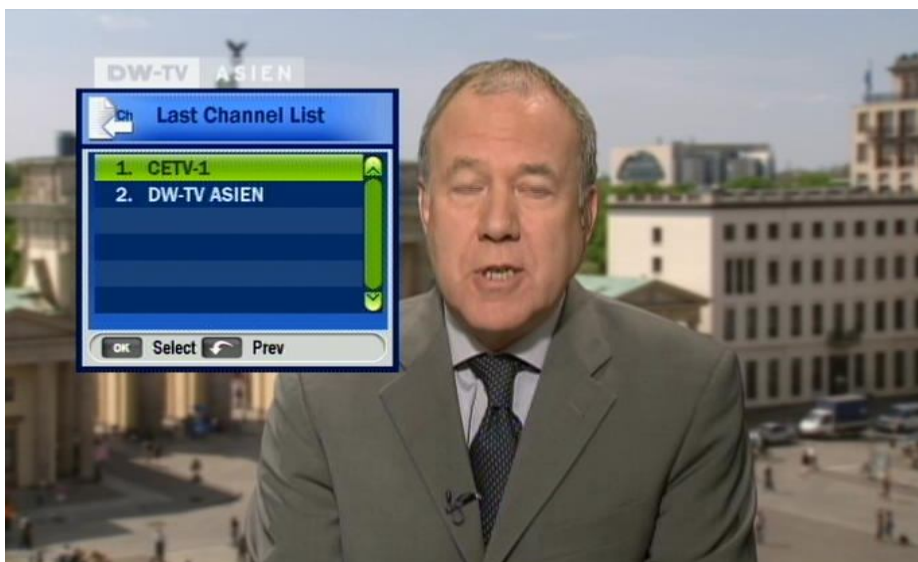 DW-TV ASIEN
Ch
Last Channel List
1. CETV-1
2. DW-TV ASIEN
OK Select Prev